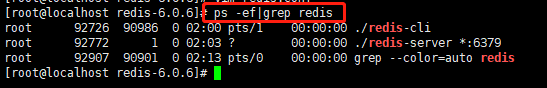 [root@localhost redis-6.0.6]# ps -ef|grep redis
root 92726 90986 0 02:00 pts/1 00:00:00 ./redis-cli
root 92772 1 0 02:03 ? 00:00:00 ./redis-server *:6379
root 92907 90901 0 02:13 pts/0 00:00:00 grep --color=auto redis
[root@localhost redis-6.0.6]#